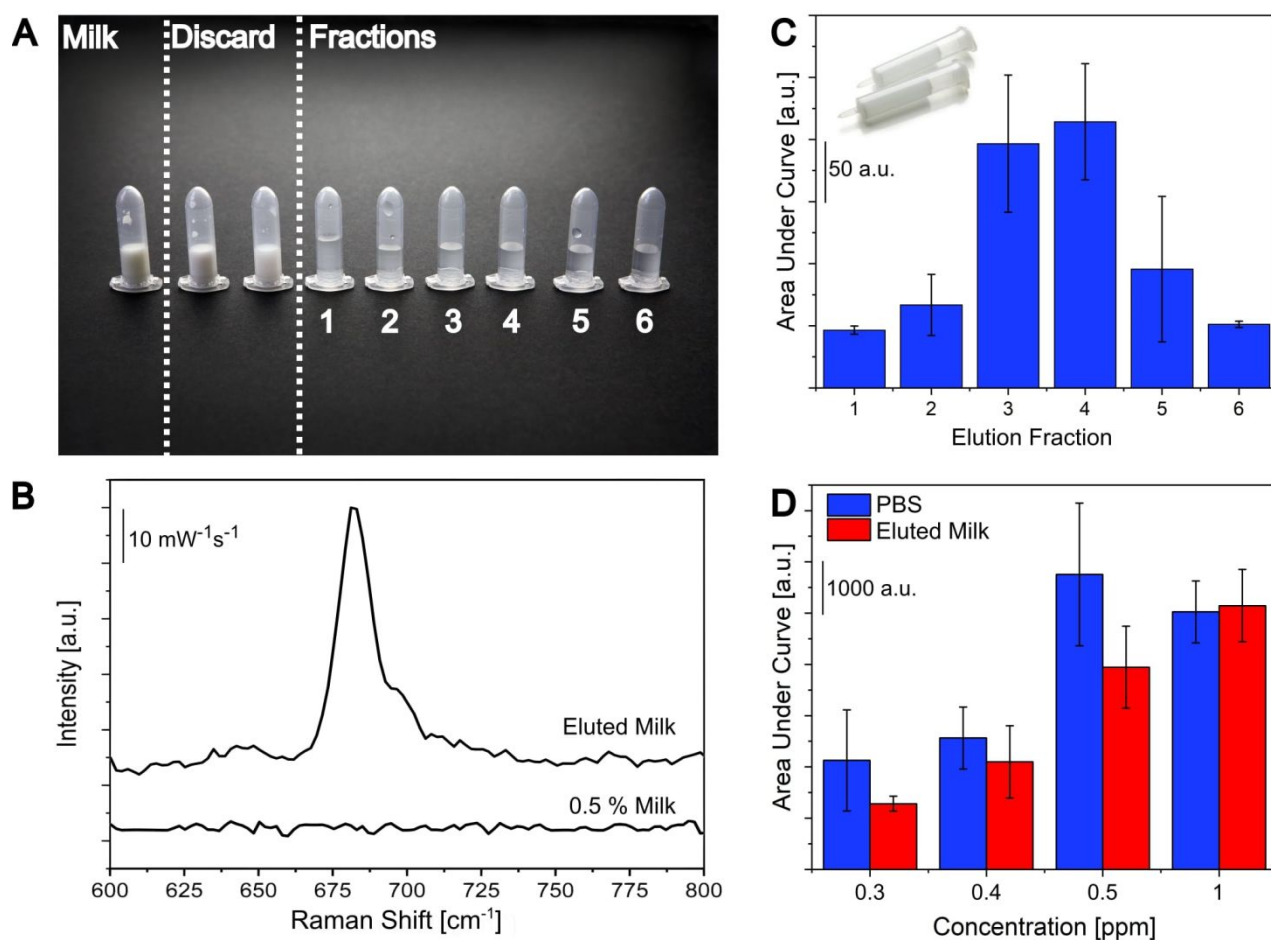 A
Milk
Discard
Fractions
1 2 3 4 5 6
B
10 mW⁻¹s⁻¹
Intensity [a.u.]
Eluted Milk
0.5 % Milk
600 625 650 675 700 725 750 775 800
Raman Shift [cm⁻¹]
C
50 a.u.
Area Under Curve [a.u.]
1 2 3 4 5 6
Elution Fraction
D
PBS
Eluted Milk
1000 a.u.
Area Under Curve [a.u.]
0.3 0.4 0.5 1
Concentration [ppm]